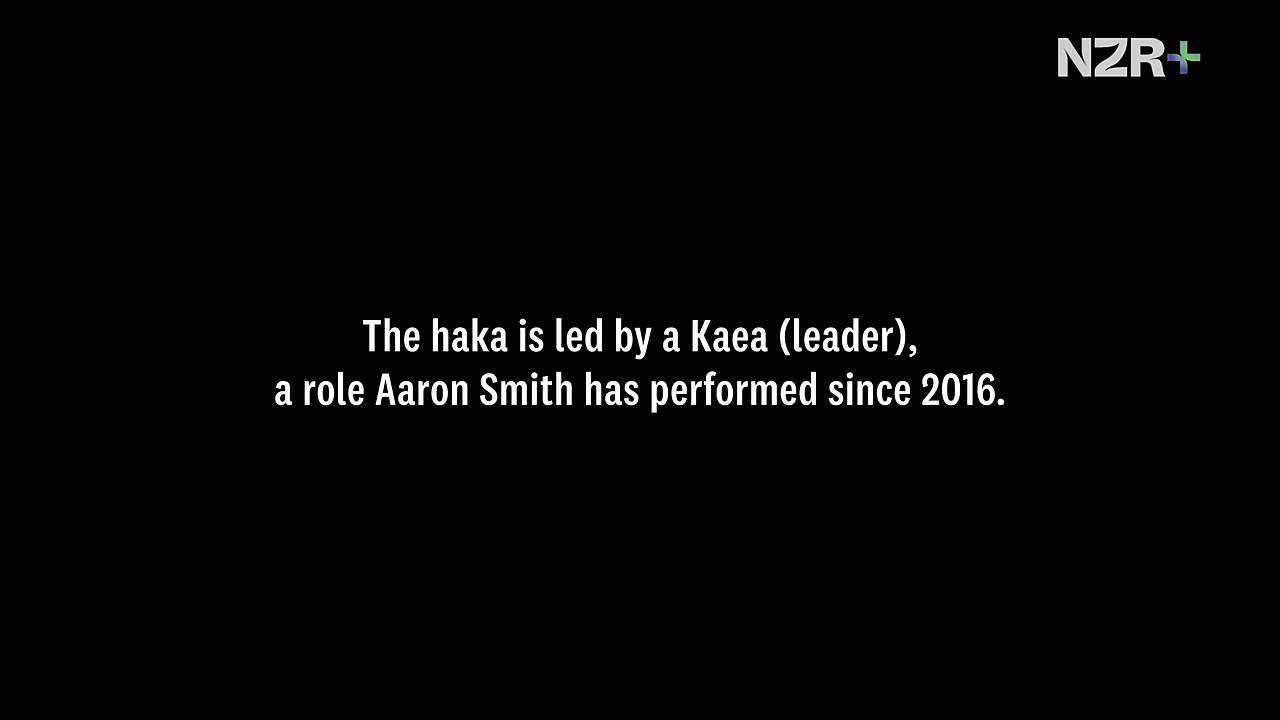 NZR+
The haka is led by a Kaea (leader),
a role Aaron Smith has performed since 2016.